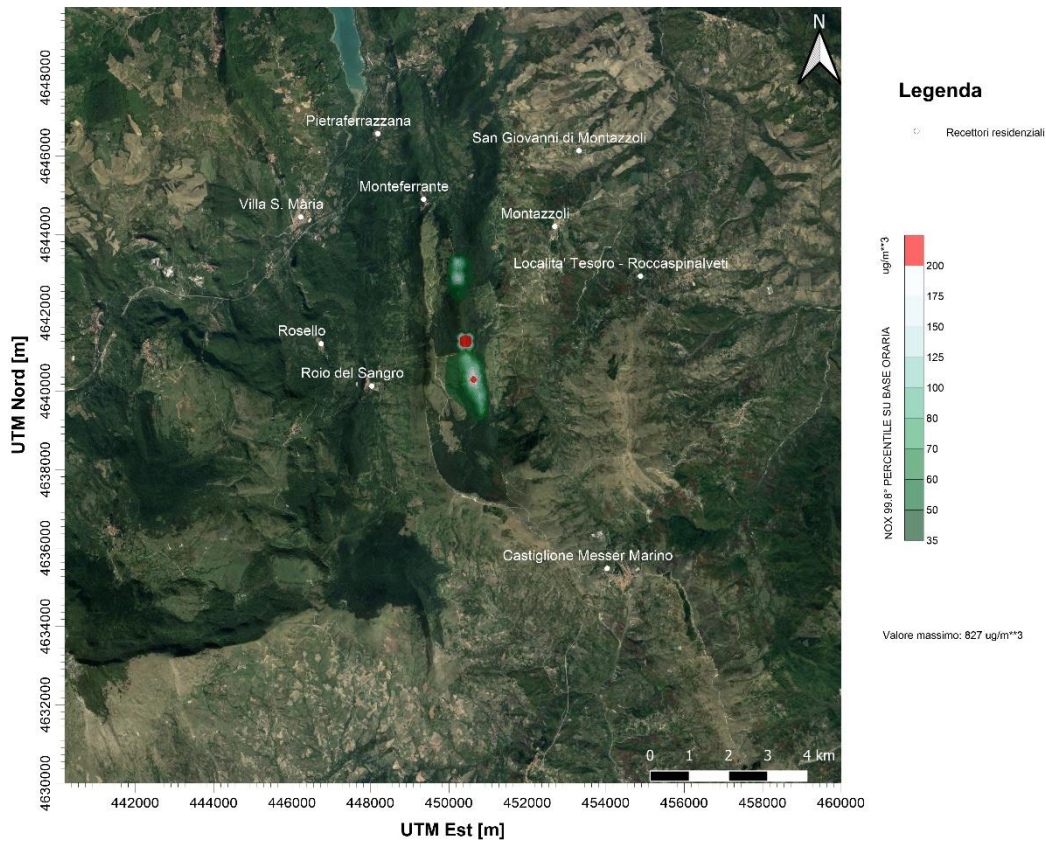 N
Pietraferrazzana
San Giovanni di Montazzoli
Monteferrante
Villa S. Maria
Montazzoli
Localita' Tesoro - Roccaspinalveti
Rosello
Roio del Sangro
Castiglione Messer Marino
0 1 2 3 4 km
4648000
4646000
4644000
4642000
4640000
4638000
4636000
4634000
4632000
4630000
UTM Nord [m]
442000 444000 446000 448000 450000 452000 454000 456000 458000 460000
UTM Est [m]
Legenda
Recettori residenziali
ug/m**3
200
175
150
125
100
80
70
60
50
35
NOX 99.8° PERCENTILE SU BASE ORARIA
Valore massimo: 827 ug/m**3